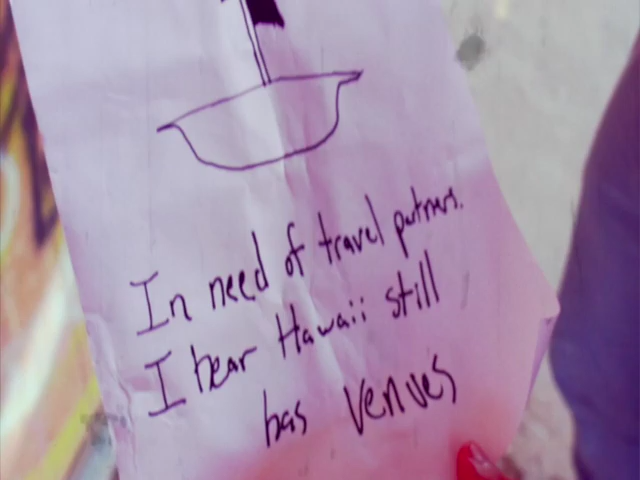 In need of travel partners.
I hear Hawaii still
has venues